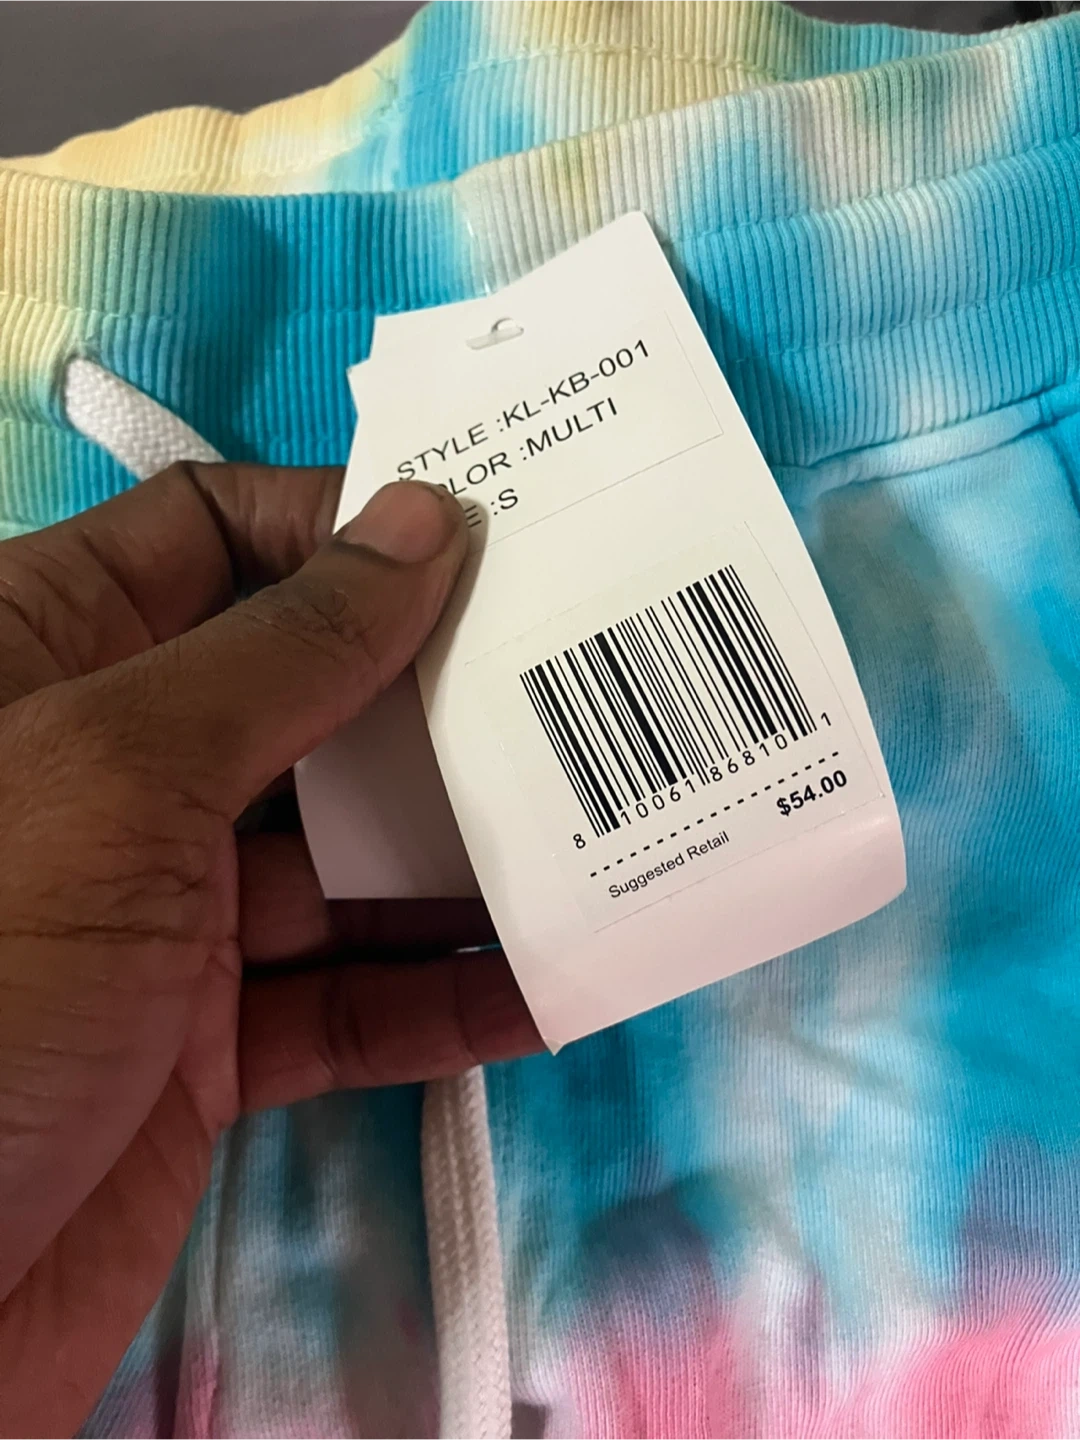 STYLE :KL-KB-001
LOR :MULTI
E :S
8 10061 86810 1
Suggested Retail $54.00